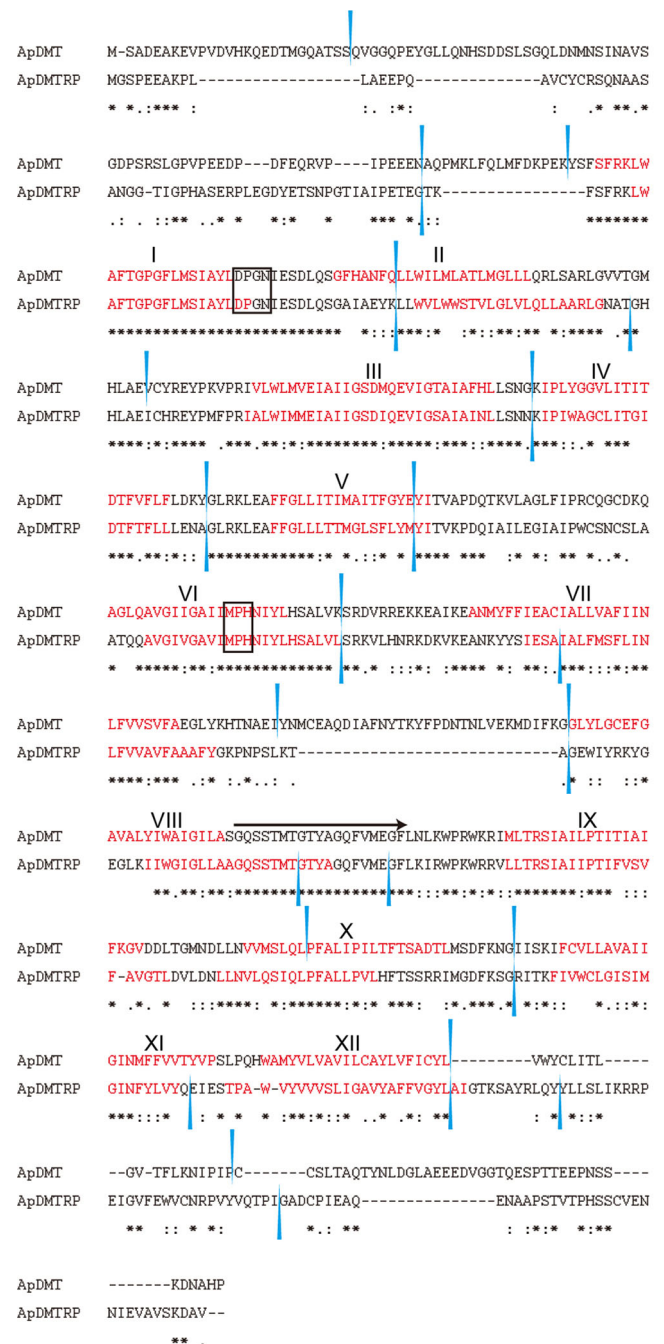 ApDMT M-SADEAKEVPVDVHKQEDTMGQATSSQVGGQPEYGLLQNHSDDSLSGQLDNMNSINAVS
ApDMTRP MGSPEEAKPL-----------------LAEEPQ-------------AVCYCRSQNAAS
* *.:*** : :. :*: : .* **.*
ApDMT GDPSRSLGPVPEEDP---DFEQRVP---IPEEENAQPMKLFQLMFDKPEKYSFSFRKLW
ApDMTRP ANGG-TIGPHASERPLEGDYETSNPGTIAIPETEGTK----------------FSFRKLW
.: : ::** ..* * *:* * *** *.:: *******
I II
ApDMT AFTGPGFLMSIAYLDPGNIESDLQSGFHANFQLLWILMLATLMGLLLQRLSARLGVVTGM
ApDMTRP AFTGPGFLMSIAYLDPGNIESDLQSGAIAEYKLLWVLWWSTVLGLVLQLLAARLGNATGH
************************** *:::***:* :*::**:** *:**** .**
III IV
ApDMT HLAEVCYREYPKVPRIVLWLMVEIAIIGSDMQEVIGTAIAFHLLSNGKIPLYGGVLITIT
ApDMTRP HLAEICHREYPMFPRIALWIMMEIAIIGSDIQEVIGSAIAINLLSNNKIPIWAGCLITGI
****:*:**** .***.**:*:********:*****:***::****.***::.* ***
V
ApDMT DTFVFLFLDKYGLRKLEAFFGLLITIMAITFGYEYITVAPDQTKVLAGLFIPRCQGCDKQ
ApDMTRP DTFTFLLLENAGLRKLEAFFGLLLTTMGLSFLYMYITVKPDQIAILEGIAIPWCSNCSLA
***.**:*:: ************:* *.::* * **** *** :* *: ** *..*.
VI VII
ApDMT AGLQAVGIIGAIIMPHNIYLHSALVKSRDVRREKKEAIKEANMYFFIEACIALLVAFIIN
ApDMTRP ATQQAVGIVGAVIMPHNIYLHSALVLSRKVLHNRKDKVKEANKYYSIESAIALFMSFLIN
* *****:**:************* **.* :::*: :**** *: **:.***:::*:**
ApDMT LFVVSVFAEGLYKHTNAEIYNMCEAQDIAFNYTKYFPDNTNLVEKMDIFKGGLYLGCEFG
ApDMTRP LFVVAVFAAAFYGKPNPSLKT-----------------------------AGEWIYRKYG
****:*** .:* :*..: . .* :: ::*
VIII IX
ApDMT AVALYIWAIGILASGQSSTMTGTYAGQFVMEGFLNLKWPRWKRIMLTRSIAILPTITIAI
ApDMTRP EGLKIIWGIGLLAAGQSSTMTGTYAGQFVMEGFLKIRWPKWRRVLLTRSIAIIPTIFVSV
**.**:**:********************:::**:*:*::*******:*** :::
X
ApDMT FKGVDDLTGMNDLLNVVMSLQLPFALIPILTFTSADTLMSDFKNGIISKIFCVLLAVAII
ApDMTRP F-AVGTLDVLDNLLNVLQSIQLPFALLPVLHFTSSRRIMGDFKSGRITKFIVWCLGISIM
* .*. * :::****: *:******:*:* ***: :*.***.* *:*:: *.::*:
XI XII
ApDMT GINMFFVVTYVPSLPQHWAMYVLVAVILCAYLVFICYL---------VWYCLITL-----
ApDMTRP GINFYLVYQEIESTPA-W-VYVVVSLIGAVYAFFVGYLAIGTKSAYRLQYYLLSLIKRRP
***:::* : * * * :**:*::* ..* .*: ** : * *::*
ApDMT --GV-TFLKNIPIPC-------CSLTAQTYNLDGLAEEEDVGGTQESPTTEEPNSS----
ApDMTRP EIGVFEWVCNRPVYVQTPIGADCPIEAQ-------------ENAAPSTVTPHSSCVEN
** :: * *: *.: ** : :*:*::**
ApDMT -------KDNAHP
ApDMTRP NIEVAVSKDAV--
** .